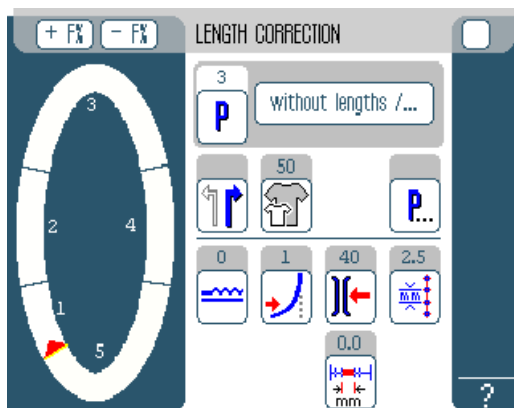 + F% - F% LENGTH CORRECTION
3
P
without lengths /...
50
P...
0 1 40 2.5
mm
0.0
mm
3
2 4
1
5
?